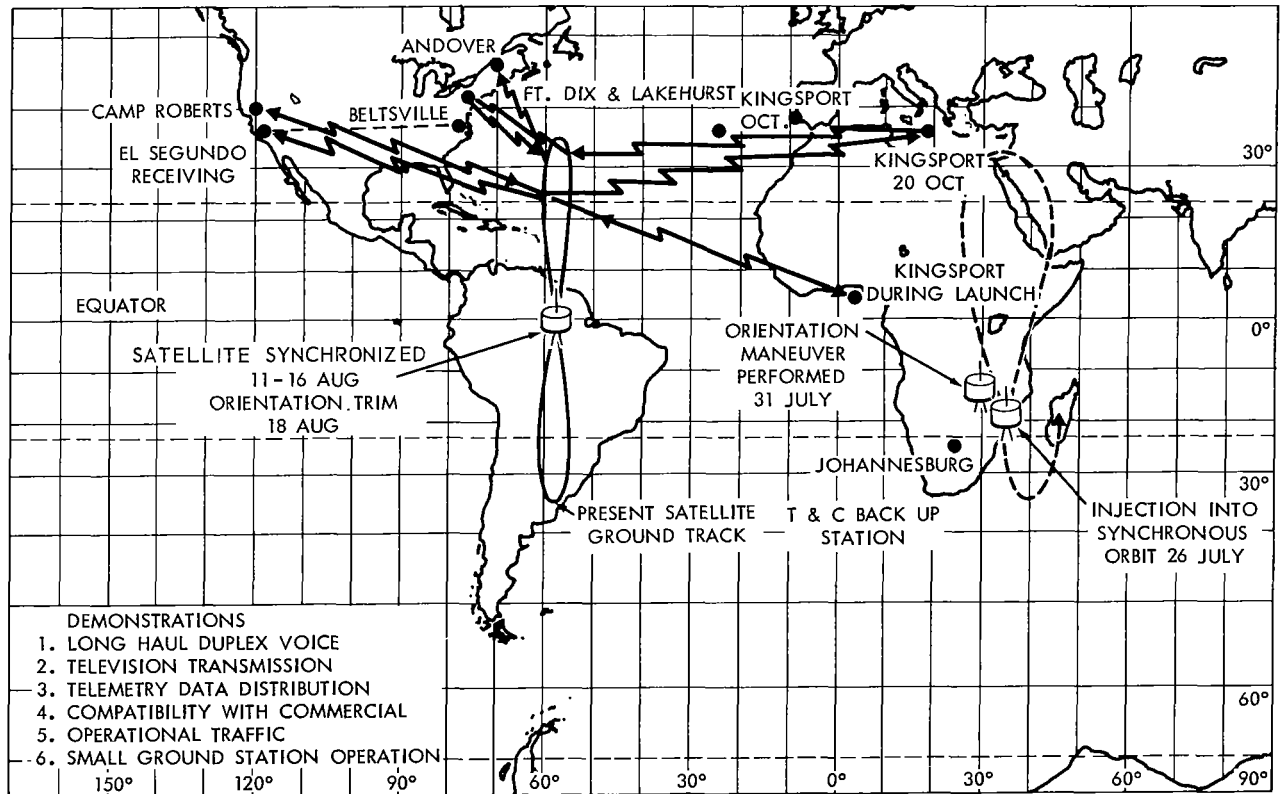 ANDOVER
CAMP ROBERTS
BELTSVILLE
FT. DIX & LAKEHURST
KINGSPORT
OCT.
EL SEGUNDO
RECEIVING
KINGSPORT
20 OCT
30°
KINGSPORT
DURING LAUNCH
EQUATOR
0°
SATELLITE SYNCHRONIZED
11-16 AUG
ORIENTATION.TRIM
18 AUG
ORIENTATION
MANEUVER
PERFORMED
31 JULY
JOHANNESBURG
30°
PRESENT SATELLITE
GROUND TRACK
T & C BACK UP
STATION
INJECTION INTO
SYNCHRONOUS
ORBIT 26 JULY
DEMONSTRATIONS
1. LONG HAUL DUPLEX VOICE
2. TELEVISION TRANSMISSION
3. TELEMETRY DATA DISTRIBUTION
4. COMPATIBILITY WITH COMMERCIAL
5. OPERATIONAL TRAFFIC
6. SMALL GROUND STATION OPERATION
60°
150° 120° 90° 60° 30° 0° 30° 60° 90°